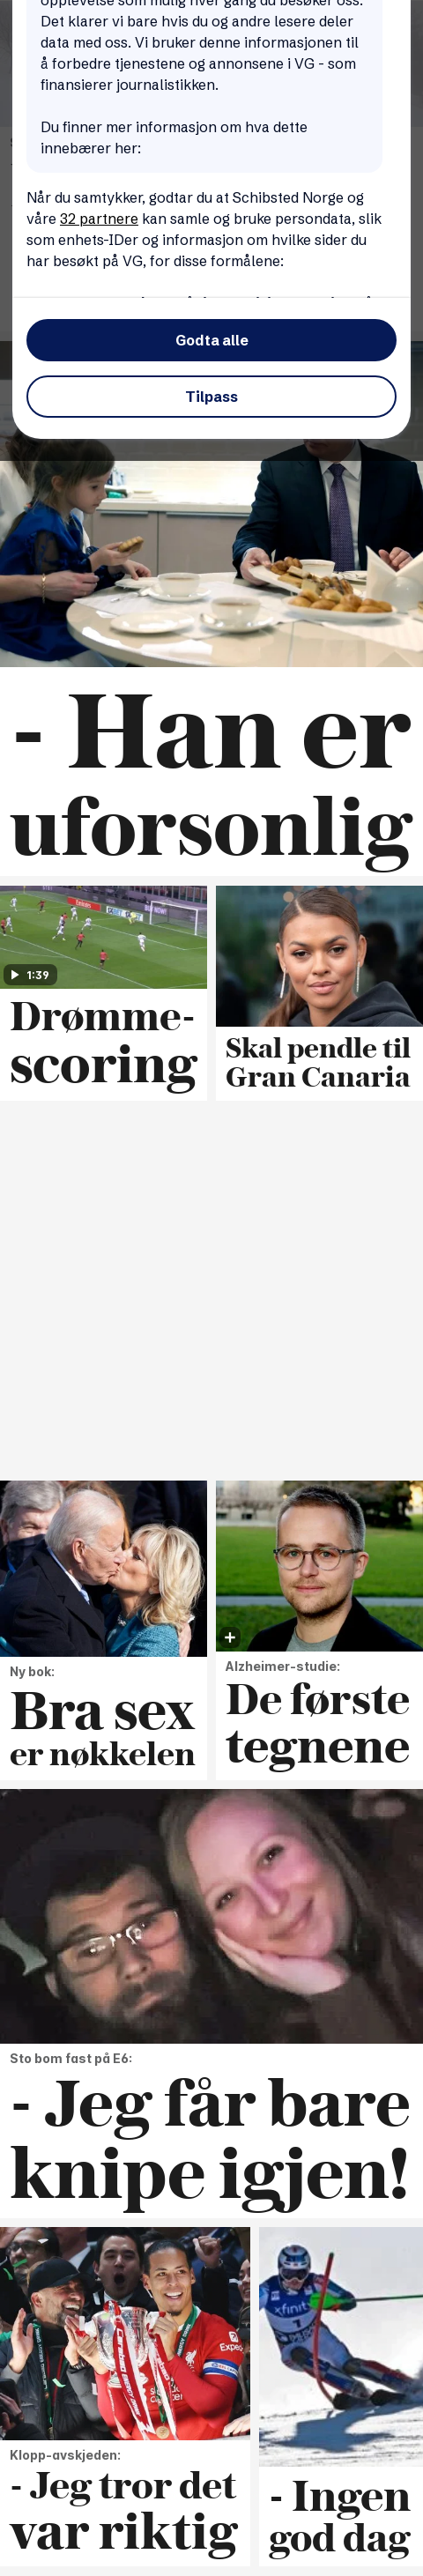 opplevelse som mulig hver gang du besøker oss.
Det klarer vi bare hvis du og andre lesere deler
data med oss. Vi bruker denne informasjonen til
å forbedre tjenestene og annonsene i VG - som
finansierer journalistikken.
Du finner mer informasjon om hva dette
innebærer her:
Når du samtykker, godtar du at Schibsted Norge og
våre 32 partnere kan samle og bruke persondata, slik
som enhets-IDer og informasjon om hvilke sider du
har besøkt på VG, for disse formålene:
Godta alle
Tilpass
- Han er
uforsonlig
1:39
Drømme-
scoring
Skal pendle til
Gran Canaria
Ny bok:
Bra sex
er nøkkelen
Alzheimer-studie:
De første
tegnene
Sto bom fast på E6:
- Jeg får bare
knipe igjen!
xfinit
1
Exped
Klopp-avskjeden:
- Jeg tror det
var riktig
- Ingen
god dag